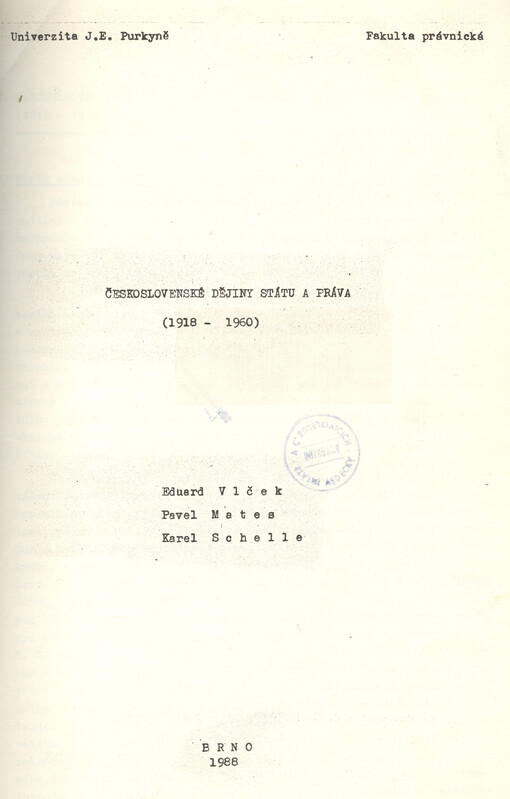 Univerzita J.E. Purkyně Fakulta právnická
ČESKOSLOVENSKÉ DĚJINY STÁTU A PRÁVA
(1918 - 1960)
Eduard V l č e k
Pavel M a t e s
Karel S c h e l l e
B R N O
1988